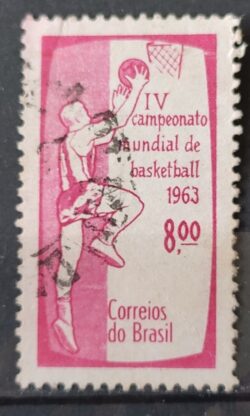 IV
campeonato
mundial de
basketball
1963
8,00
Correios
do Brasil